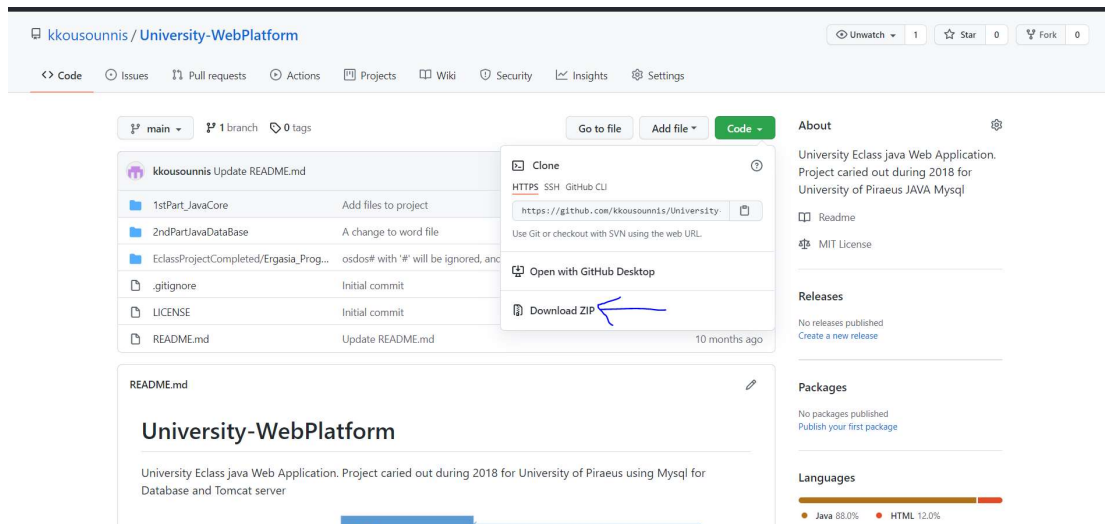 kkousounnis / University-WebPlatform
Unwatch 1 Star 0 Fork 0
Code Issues Pull requests Actions Projects Wiki Security Insights Settings
main 1 branch 0 tags Go to file Add file Code
kkousounnis Update README.md
1stPart_JavaCore Add files to project
2ndPartJavaDataBase A change to word file
EclassProjectCompleted/Ergasia_Prog... osdos# with '#' will be ignored, and
.gitignore Initial commit
LICENSE Initial commit
README.md Update README.md 10 months ago
Clone
HTTPS SSH GitHub CLI
https://github.com/kkousounnis/University-
Use Git or checkout with SVN using the web URL.
Open with GitHub Desktop
Download ZIP
README.md
University-WebPlatform
University Eclass java Web Application. Project caried out during 2018 for University of Piraeus using Mysql for
Database and Tomcat server
About
University Eclass java Web Application.
Project caried out during 2018 for
University of Piraeus JAVA Mysql
Readme
MIT License
Releases
No releases published
Create a new release
Packages
No packages published
Publish your first package
Languages
Java 88.0% HTML 12.0%